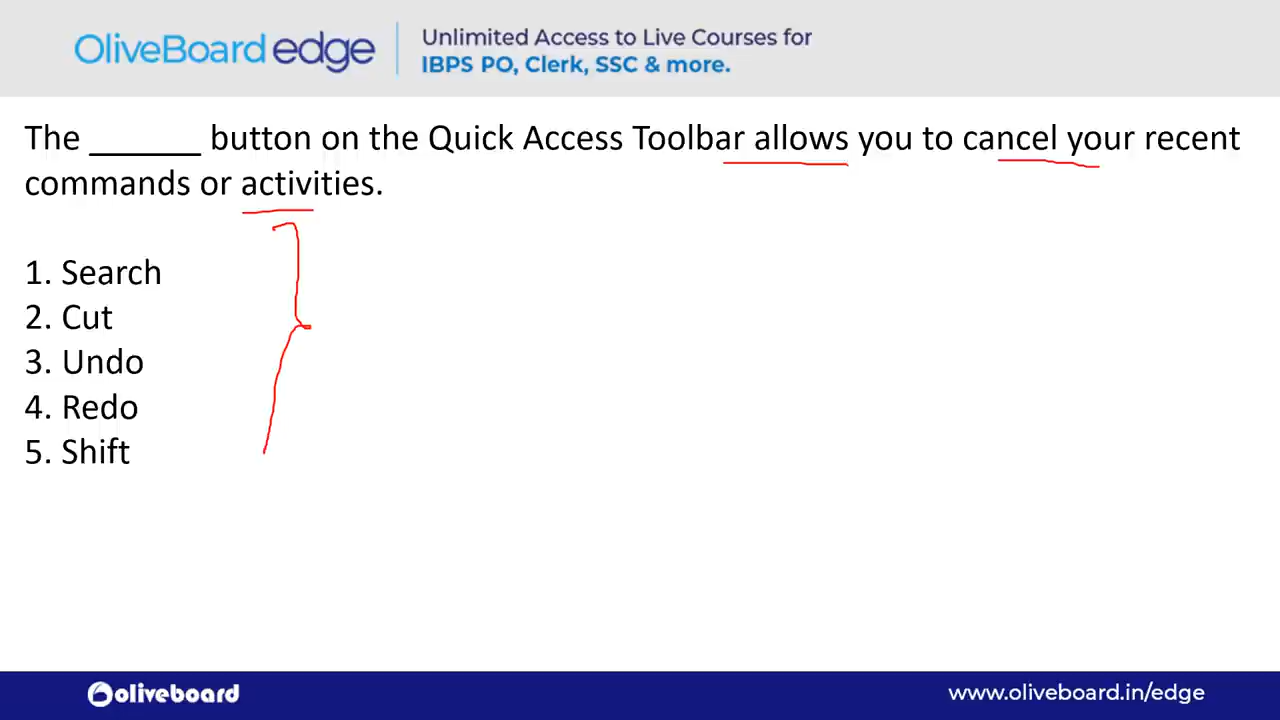 OliveBoard edge
Unlimited Access to Live Courses for
IBPS PO, Clerk, SSC & more.
The ______ button on the Quick Access Toolbar allows you to cancel your recent
commands or activities.
1. Search
2. Cut
3. Undo
4. Redo
5. Shift
oliveboard
www.oliveboard.in/edge